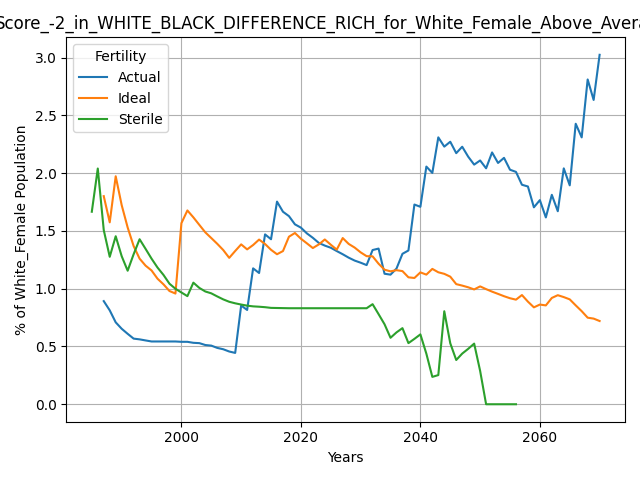 Score_-2_in_WHITE_BLACK_DIFFERENCE_RICH_for_White_Female_Above_Avera
Fertility
Actual
Ideal
Sterile
% of White_Female Population
3.0
2.5
2.0
1.5
1.0
0.5
0.0
2000
2020
2040
2060
Years